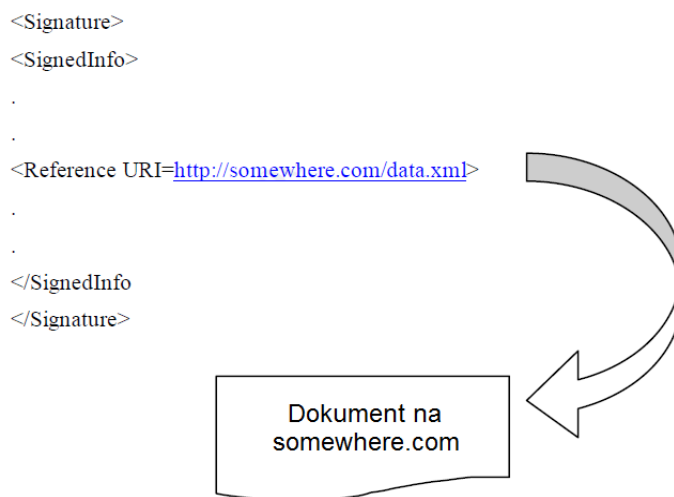 <Signature>
<SignedInfo>
.
.
<Reference URI=http://somewhere.com/data.xml>
.
.
</SignedInfo
</Signature>
Dokument na
somewhere.com